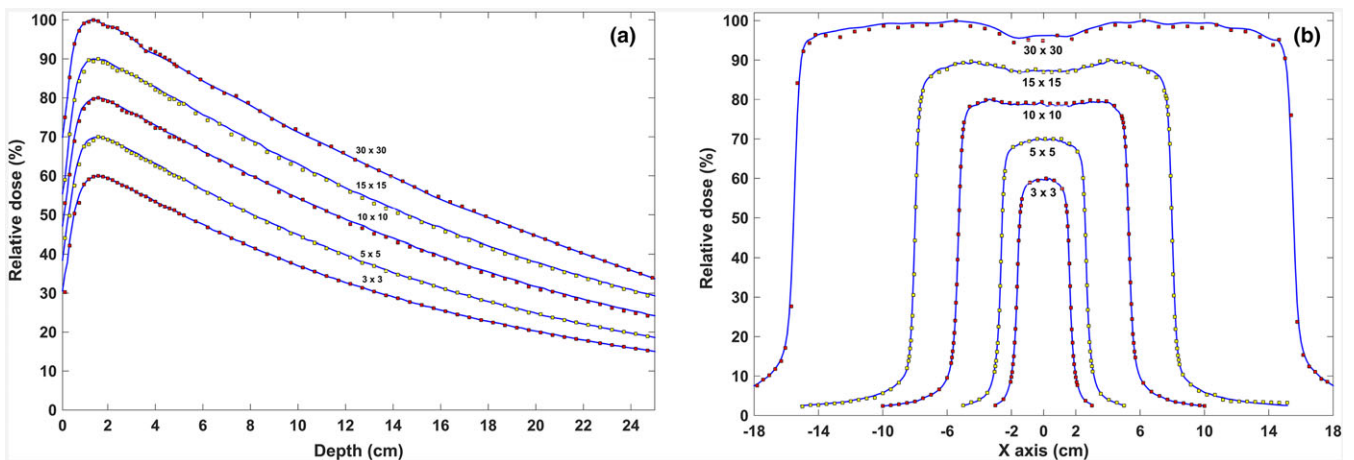 (a)
100
90
80
70
60
50
40
30
20
10
0
Relative dose (%)
30 x 30
15 x 15
10 x 10
5 x 5
3 x 3
0 2 4 6 8 10 12 14 16 18 20 22 24
Depth (cm)
(b)
100
90
80
70
60
50
40
30
20
10
0
Relative dose (%)
30 x 30
15 x 15
10 x 10
5 x 5
3 x 3
-18 -14 -10 -6 -2 0 2 6 10 14 18
X axis (cm)